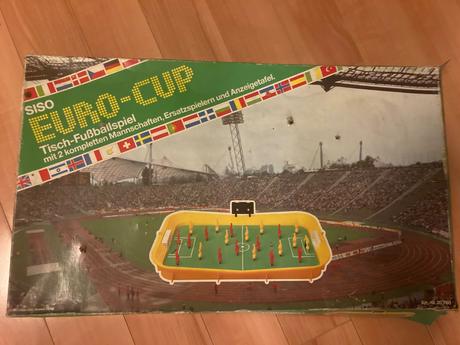 SISO
EURO-CUP
Tisch-Fußballspiel
mit 2 kompletten Mannschaften, Ersatzspielern und Anzeigetafel.